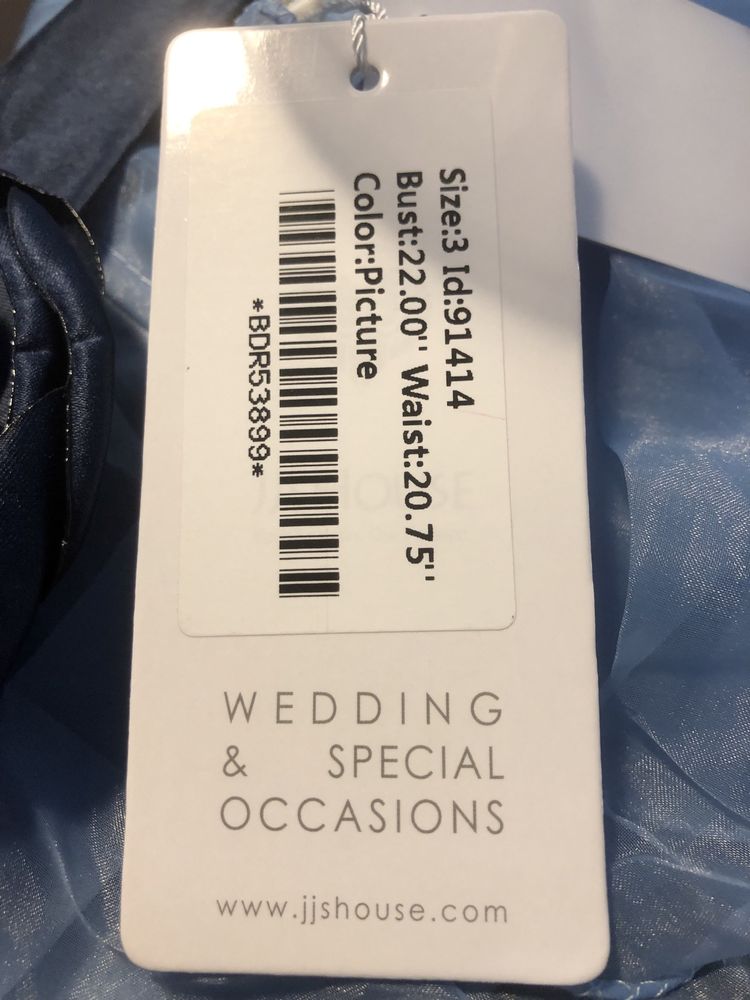 Size:3 Id:91414
Bust:22.00'' Waist:20.75''
Color:Picture
*BDR53899*
WEDDING
& SPECIAL
OCCASIONS
www.jjshouse.com